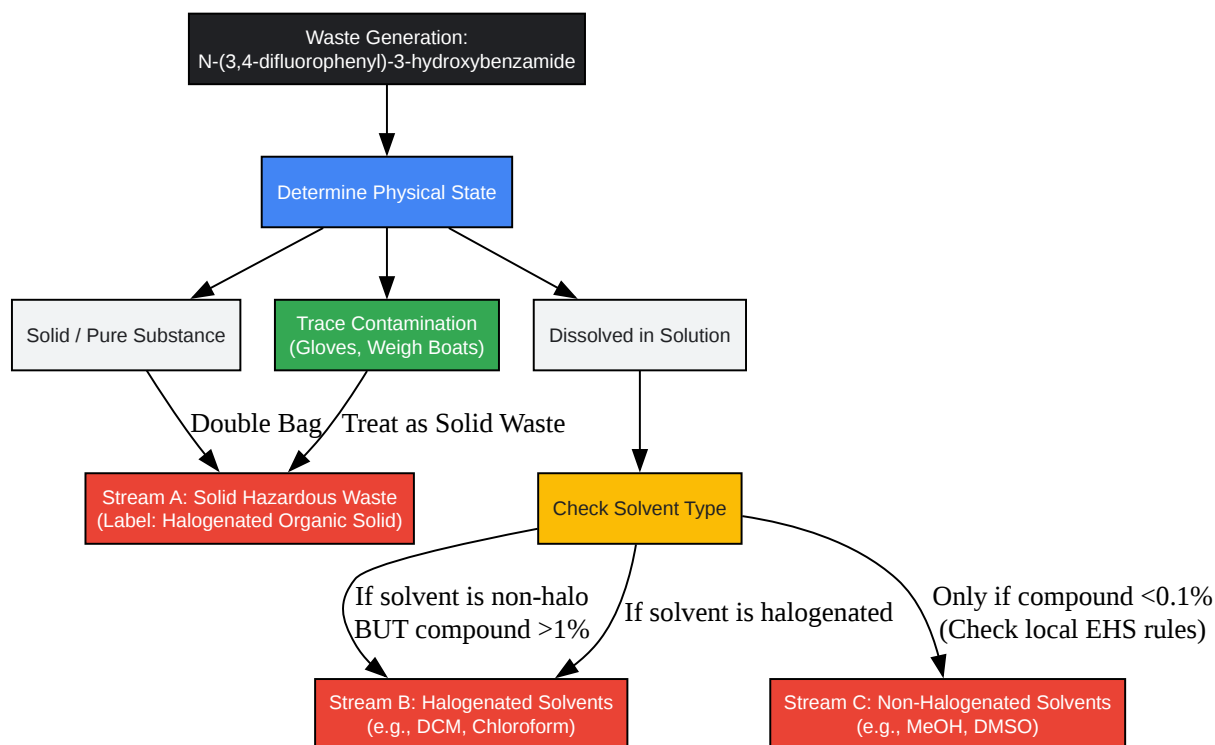 Waste Generation:
N-(3,4-difluorophenyl)-3-hydroxybenzamide
Determine Physical State
Solid / Pure Substance
Trace Contamination
(Gloves, Weigh Boats)
Dissolved in Solution
Double Bag
Treat as Solid Waste
Stream A: Solid Hazardous Waste
(Label: Halogenated Organic Solid)
Check Solvent Type
If solvent is non-halo
BUT compound >1%
If solvent is halogenated
Only if compound <0.1%
(Check local EHS rules)
Stream B: Halogenated Solvents
(e.g., DCM, Chloroform)
Stream C: Non-Halogenated Solvents
(e.g., MeOH, DMSO)